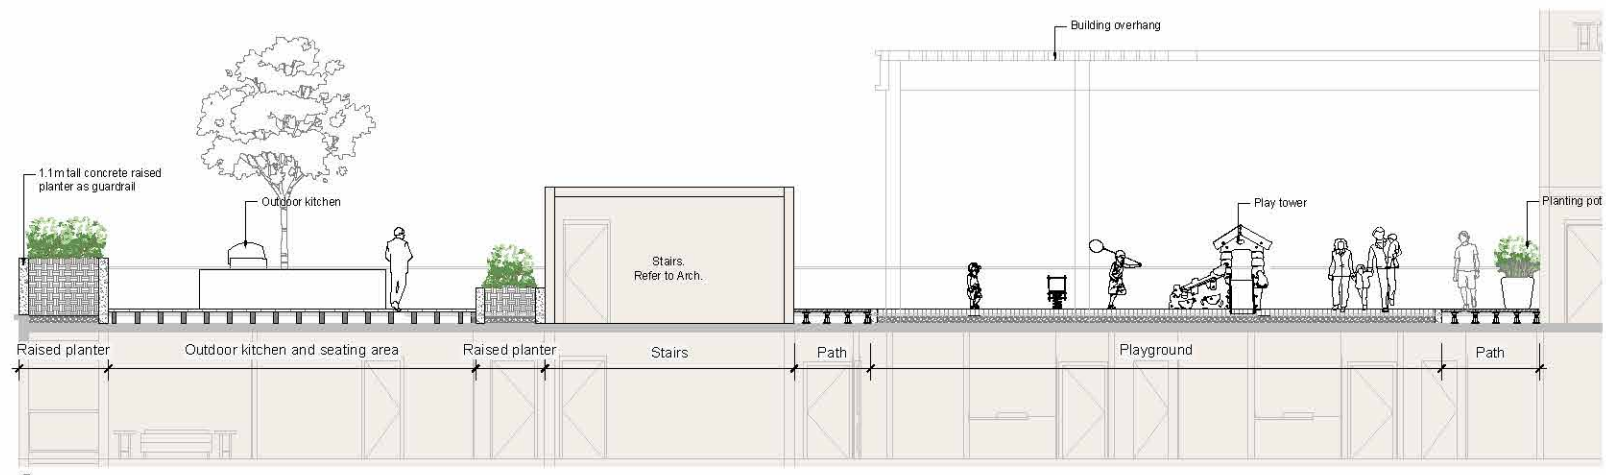 Building overhang
1.1m tall concrete raised
planter as guardrail
Outdoor kitchen
Play tower
Planting pot
Stairs.
Refer to Arch.
Raised planter
Outdoor kitchen and seating area
Raised planter
Stairs
Path
Playground
Path